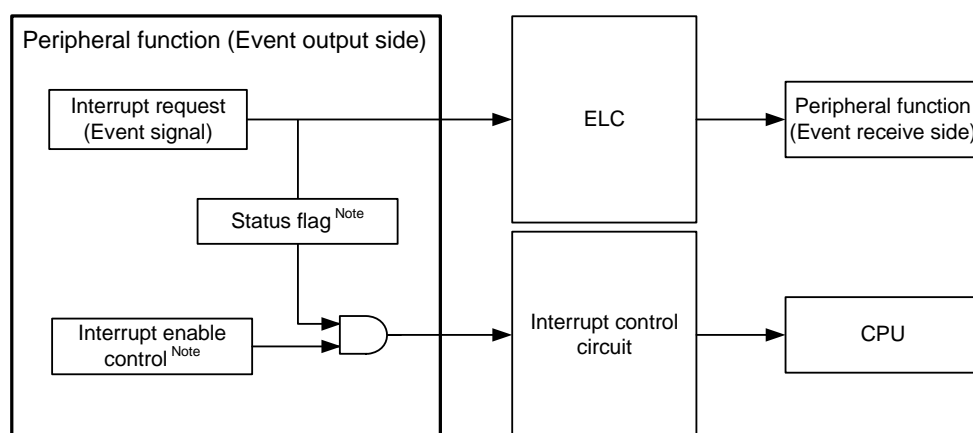 Peripheral function (Event output side)
Interrupt request
(Event signal)
ELC
Peripheral function
(Event receive side)
Status flag Note
Interrupt enable
control Note
Interrupt control
circuit
CPU